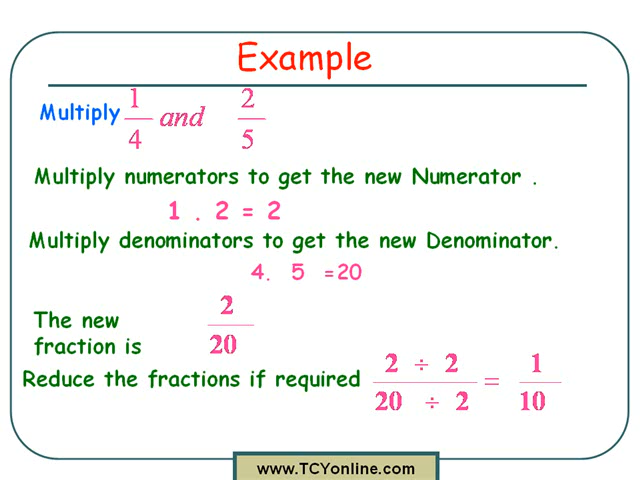 Example
Multiply 1/4 and 2/5
Multiply numerators to get the new Numerator .
1 . 2 = 2
Multiply denominators to get the new Denominator.
4. 5 =20
The new
fraction is 2/20
Reduce the fractions if required 2 ÷ 2 / 20 ÷ 2 = 1/10
www.TCYonline.com